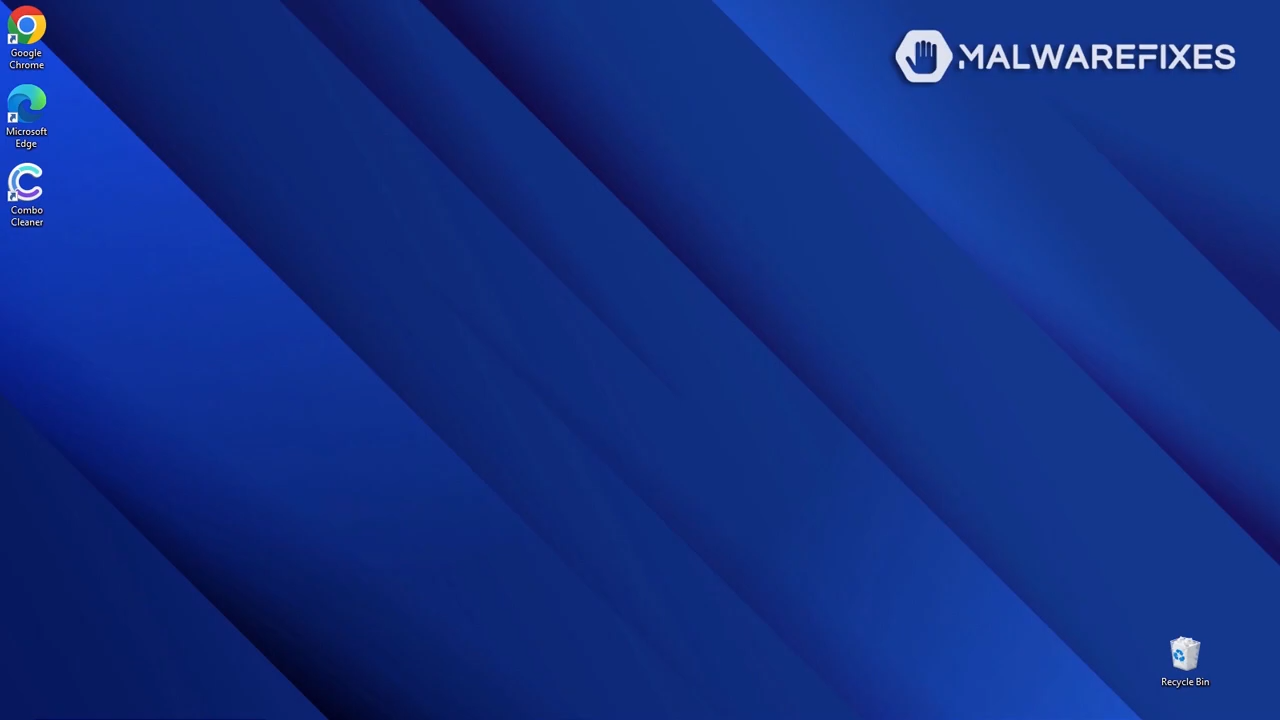 Google
Chrome
MALWAREFIXES
Microsoft
Edge
Combo
Cleaner
Recycle Bin